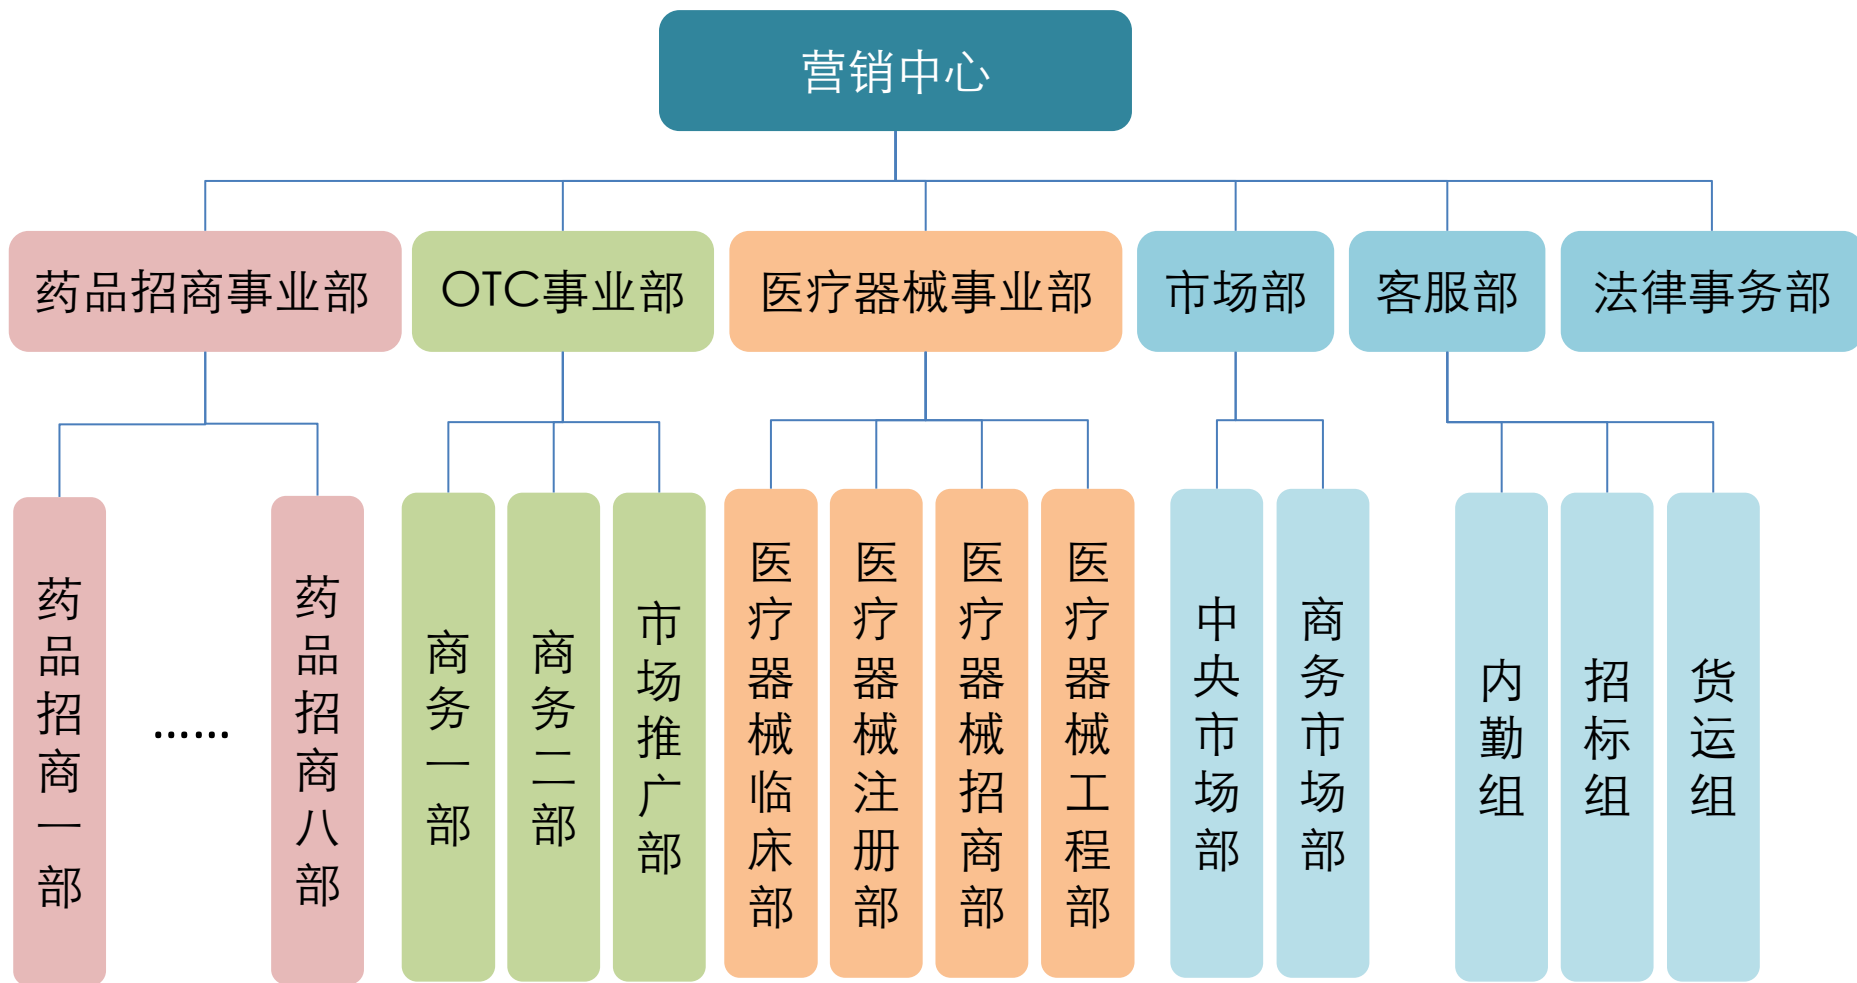 营销中心
药品招商事业部
OTC事业部
医疗器械事业部
市场部
客服部
法律事务部
药品招商一部
……
药品招商八部
商务一部
商务二部
市场推广部
医疗器械临床部
医疗器械注册部
医疗器械招商部
医疗器械工程部
中央市场部
商务市场部
内勤组
招标组
货运组